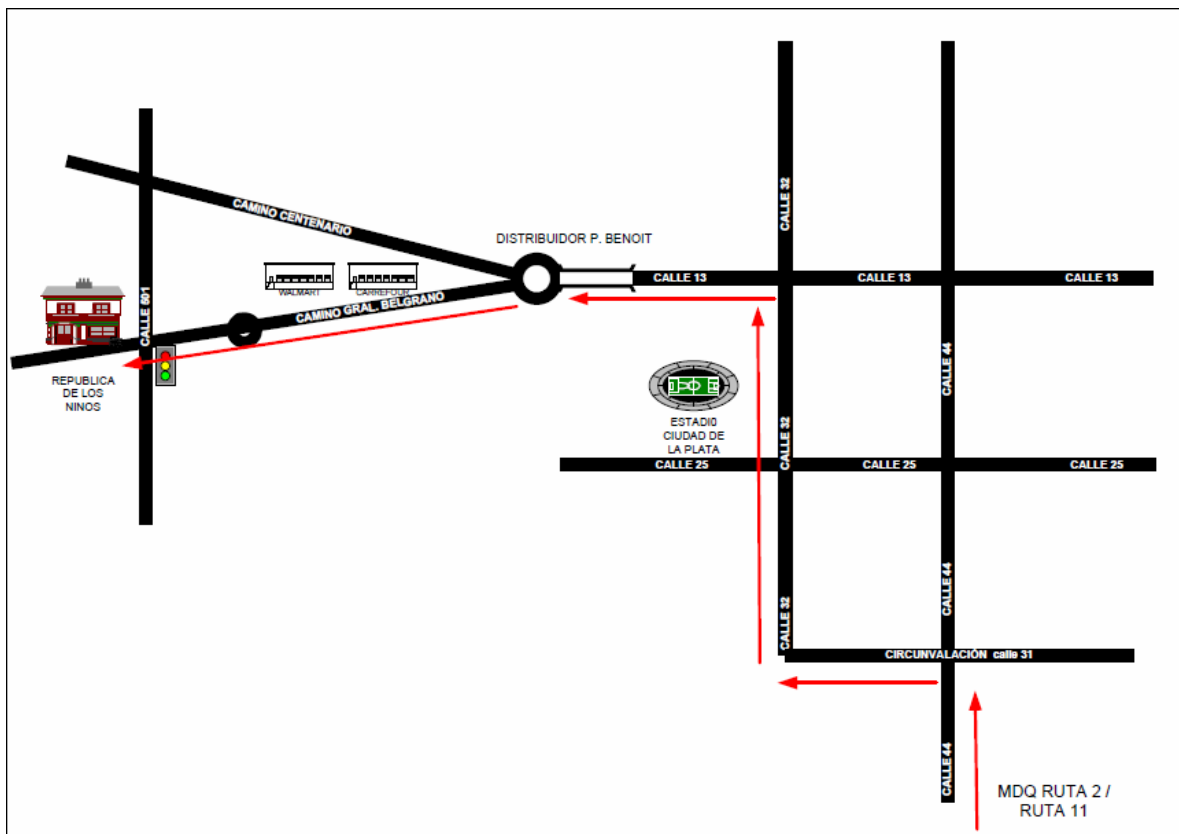 CALLE 32
CAMINO CENTENARIO
DISTRIBUIDOR P. BENOIT
CALLE 13
CALLE 13
CALLE 13
WALMART
CARREFOUR
CAMINO GRAL. BELGRANO
CALLE 501
CALLE 44
REPUBLICA
DE LOS
NINOS
ESTADI0
CIUDAD DE
LA PLATA
CALLE 32
CALLE 25
CALLE 25
CALLE 25
CALLE 44
CALLE 32
CIRCUNVALACIÓN calle 31
CALLE 44
MDQ RUTA 2 /
RUTA 11